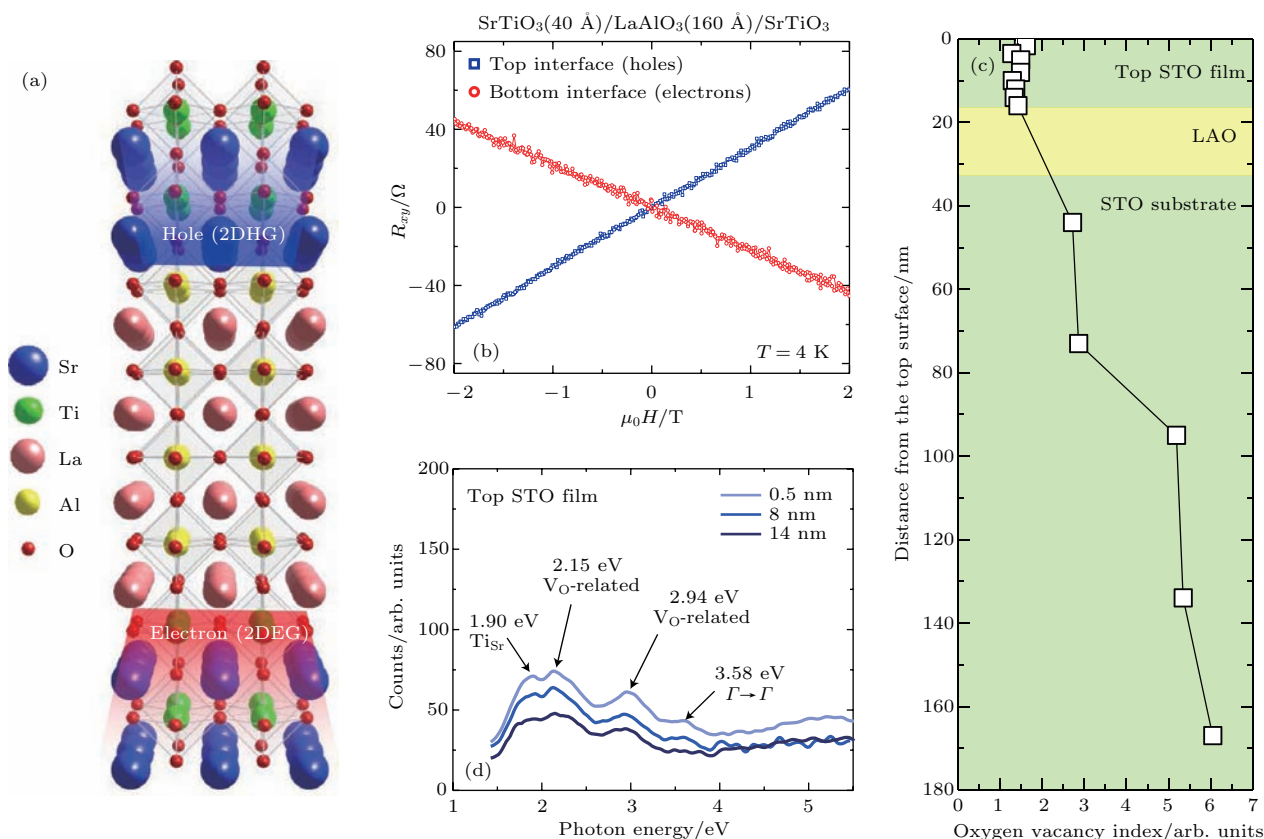 (a)
Hole (2DHG)
Sr
Ti
La
Al
O
Electron (2DEG)
SrTiO₃(40 Å)/LaAlO₃(160 Å)/SrTiO₃
80
40
0
−40
−80
Rxy/Ω
Top interface (holes)
Bottom interface (electrons)
(b)
T = 4 K
−2
−1
0
1
2
μ₀H/T
200
150
100
50
0
Counts/arb. units
Top STO film
0.5 nm
8 nm
14 nm
2.15 eV
V_O-related
2.94 eV
V_O-related
1.90 eV
Ti_Sr
3.58 eV
Γ→Γ
(d)
1
2
3
4
5
Photon energy/eV
0
20
40
60
80
100
120
130
140
160
180
Distance from the top surface/nm
(c)
Top STO film
LAO
STO substrate
0
1
2
3
4
5
6
7
Oxygen vacancy index/arb. units